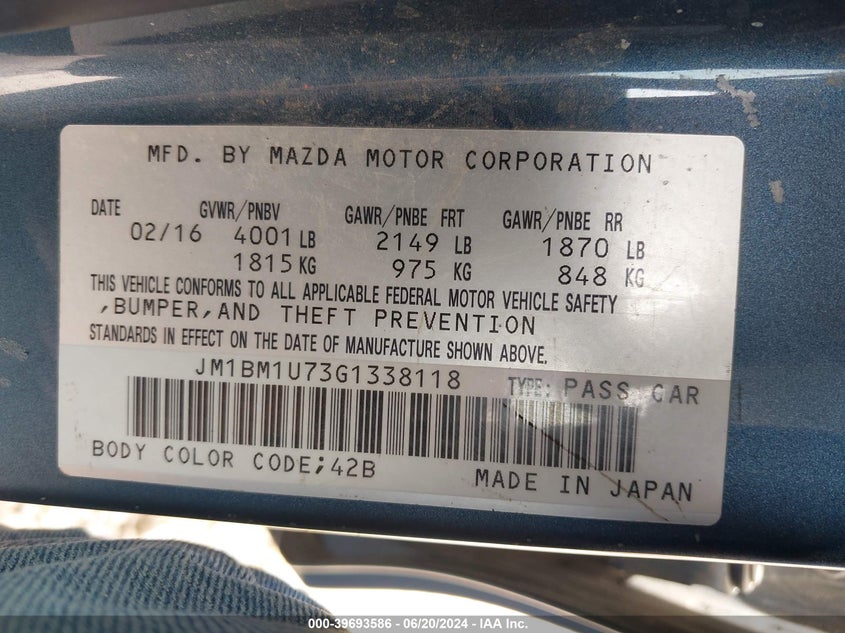 MFD. BY MAZDA MOTOR CORPORATION
DATE GVWR/PNBV GAWR/PNBE FRT GAWR/PNBE RR
02/16 4001 LB 2149 LB 1870 LB
1815 KG 975 KG 848 KG
THIS VEHICLE CONFORMS TO ALL APPLICABLE FEDERAL MOTOR VEHICLE SAFETY
,BUMPER,AND THEFT PREVENTION
STANDARDS IN EFFECT ON THE DATE OF MANUFACTURE SHOWN ABOVE.
JM1BM1U73G1338118 TYPE: PASS CAR
BODY COLOR CODE;42B MADE IN JAPAN
000-39693586 - 06/20/2024 - IAA Inc.